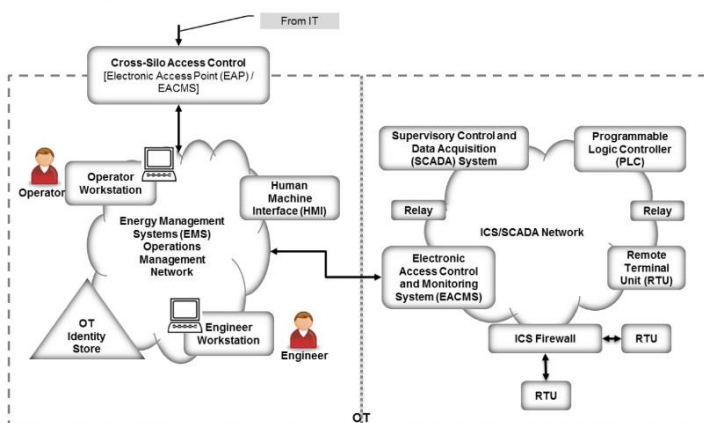 From IT
Cross-Silo Access Control
[Electronic Access Point (EAP) /
EACMS]
Operator
Operator
Workstation
Human
Machine
Interface (HMI)
Energy Management
Systems (EMS)
Operations
Management
Network
OT
Identity
Store
Engineer
Workstation
Engineer
Supervisory Control and
Data Acquisition
(SCADA) System
Programmable
Logic Controller
(PLC)
Relay
Relay
ICS/SCADA Network
Electronic
Access Control
and Monitoring
System (EACMS)
Remote
Terminal
Unit (RTU)
ICS Firewall
RTU
RTU
OT